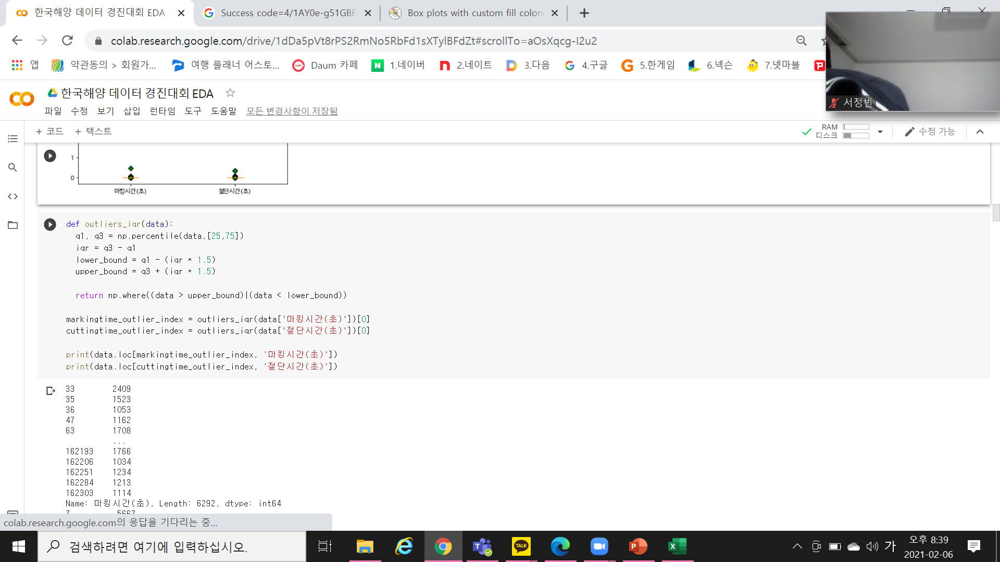 한국해양 데이터 경진대회 EDA -
Success code=4/1AY0e-g51GBF
Box plots with custom fill colors
colab.research.google.com/drive/1dDa5pVt8rPS2RmNo5RbFd1sXTylBFdZt#scrollTo=aOsXqcg-I2u2
앱
약관동의 > 회원가...
여행 플래너 어스토...
Daum 카페
1.네이버
2.네이트
3.다음
4.구글
5.한게임
6.넥슨
7.넷마블
서정빈
한국해양 데이터 경진대회 EDA
파일 수정 보기 삽입 런타임 도구 도움말 모든 변경사항이 저장됨
+ 코드 + 텍스트
RAM
디스크
수정 가능
1
0
마킹시간(초) 절단시간(초)
def outliers_iqr(data):
q1, q3 = np.percentile(data,[25,75])
iqr = q3 - q1
lower_bound = q1 - (iqr * 1.5)
upper_bound = q3 + (iqr * 1.5)
return np.where((data > upper_bound)|(data < lower_bound))
markingtime_outlier_index = outliers_iqr(data['마킹시간(초)'])[0]
cuttingtime_outlier_index = outliers_iqr(data['절단시간(초)'])[0]
print(data.loc[markingtime_outlier_index, '마킹시간(초)'])
print(data.loc[cuttingtime_outlier_index, '절단시간(초)'])
33 2409
35 1523
36 1053
47 1162
63 1708
...
162193 1766
162206 1034
162251 1234
162284 1213
162303 1114
Name: 마킹시간(초), Length: 6292, dtype: int64
7 5667
colab.research.google.com의 응답을 기다리는 중...
검색하려면 여기에 입력하십시오.
TALK
가
오후 8:39
2021-02-06